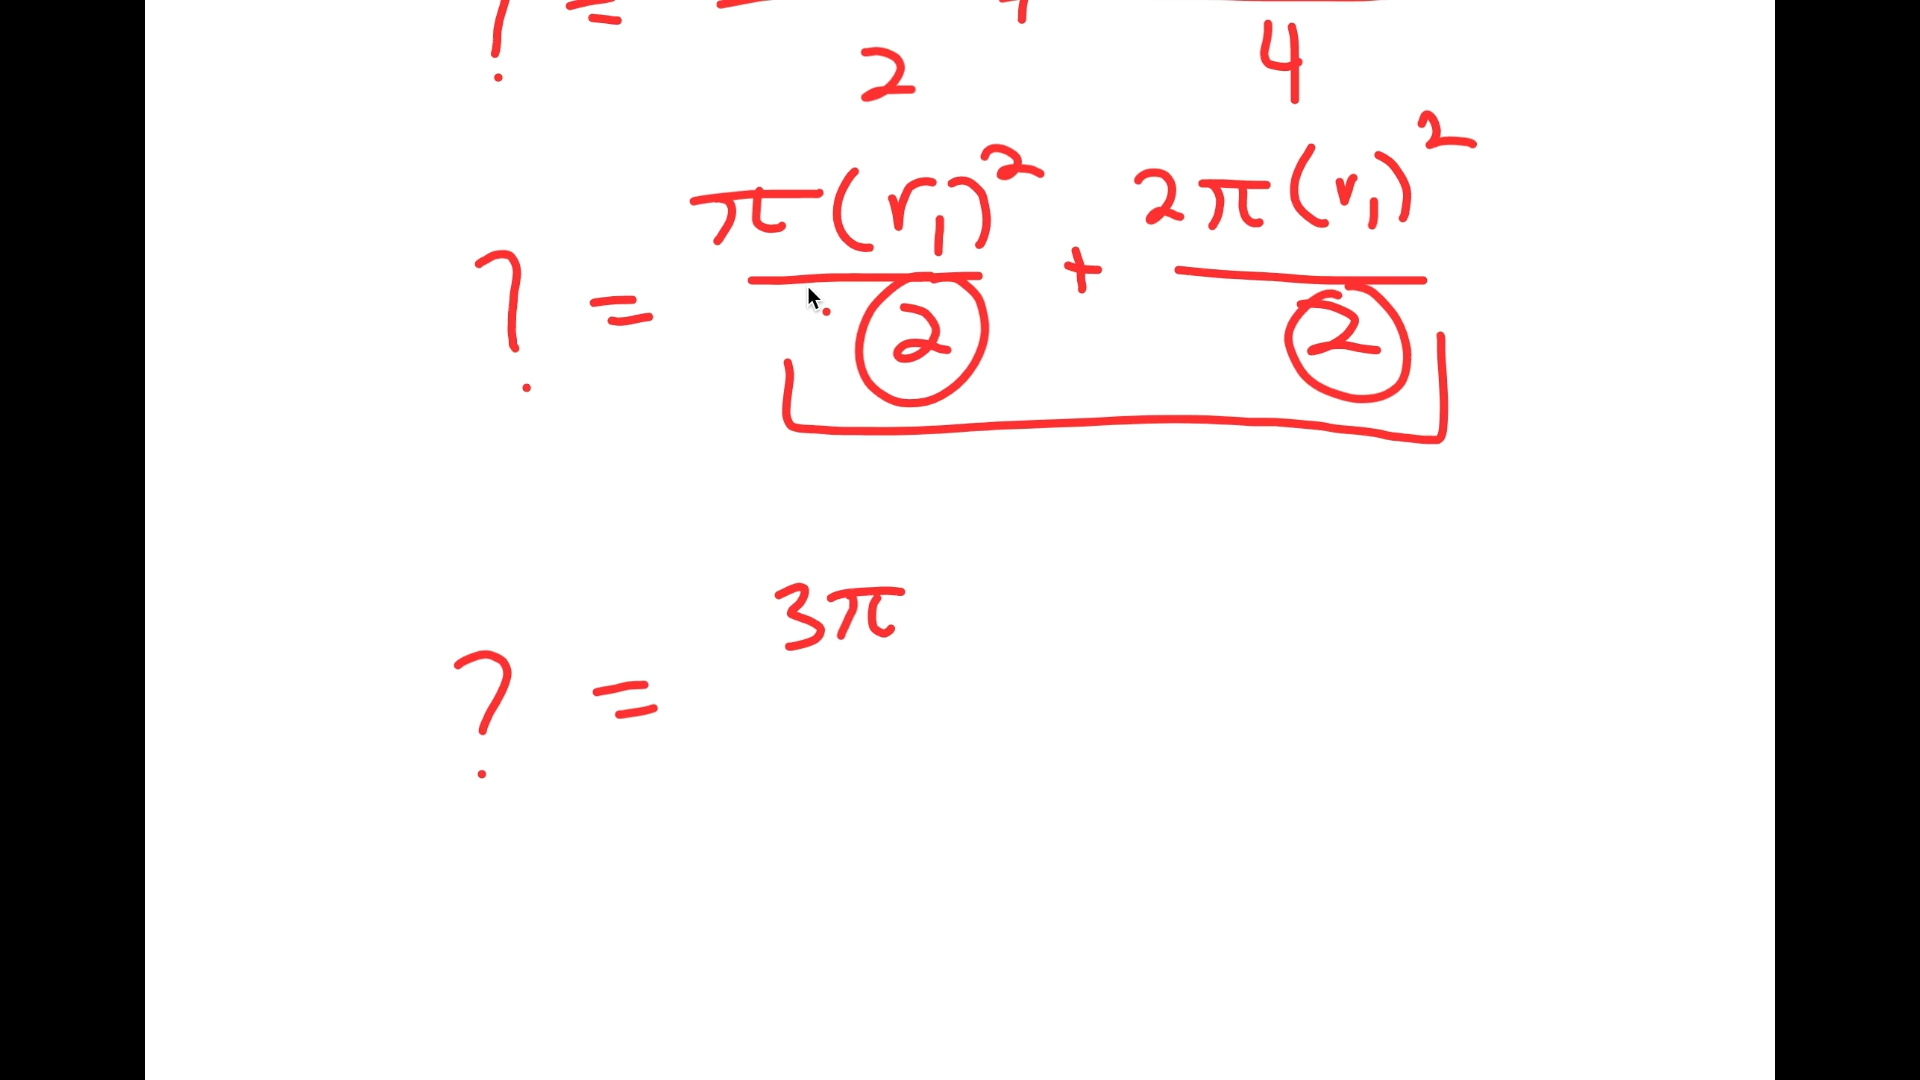 ? =
2 4
? = π(r₁)² / 2 + 2π(r₁)² / 2
? = 3π